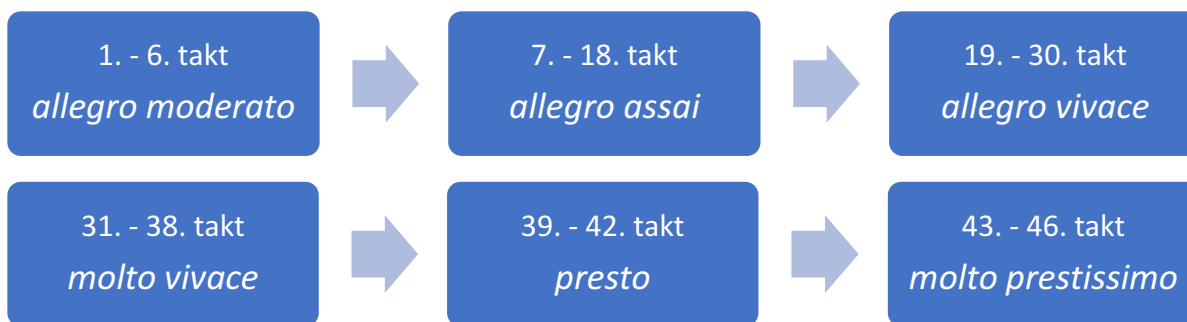 1. - 6. takt
allegro moderato
7. - 18. takt
allegro assai
19. - 30. takt
allegro vivace
31. - 38. takt
molto vivace
39. - 42. takt
presto
43. - 46. takt
molto prestissimo